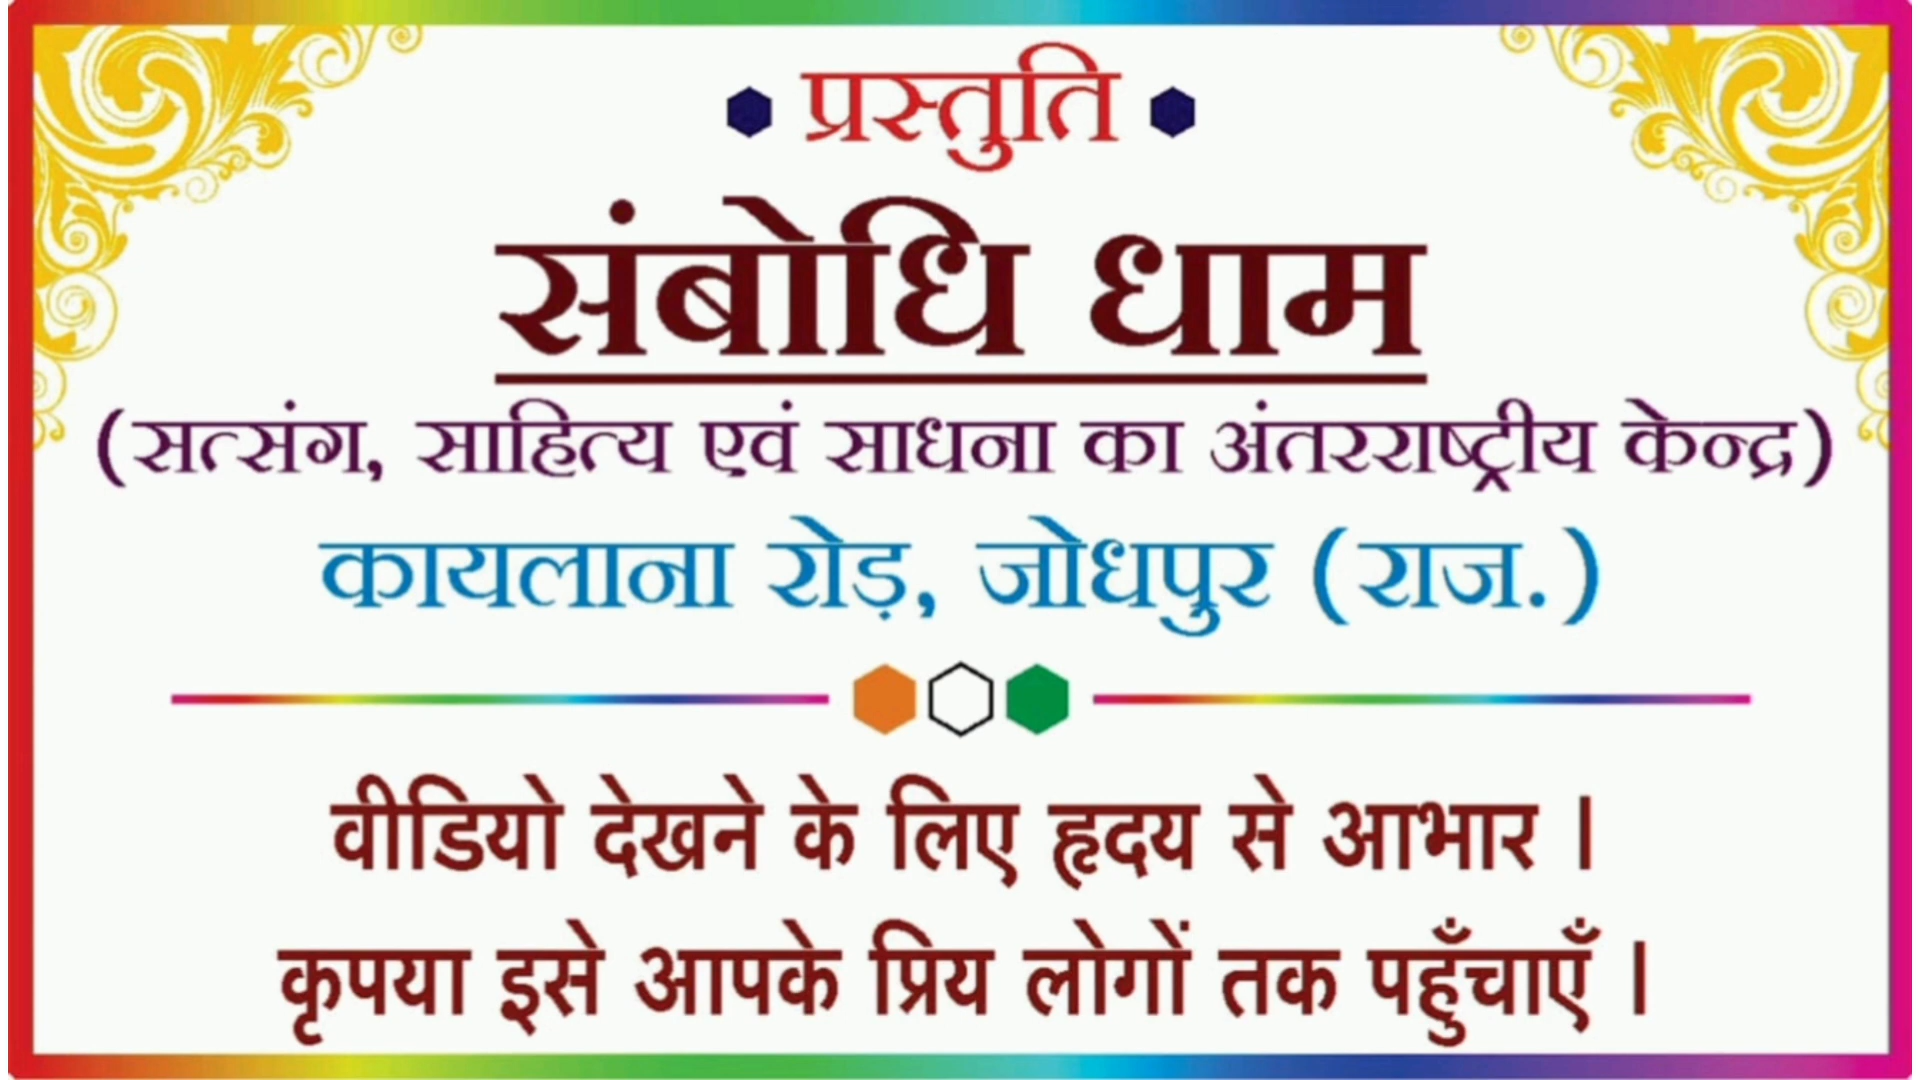 प्रस्तुति
संबोधि धाम
(सत्संग, साहित्य एवं साधना का अंतरराष्ट्रीय केन्द्र)
कायलाना रोड़, जोधपुर (राज.)
वीडियो देखने के लिए हृदय से आभार ।
कृपया इसे आपके प्रिय लोगों तक पहुँचाएँ ।